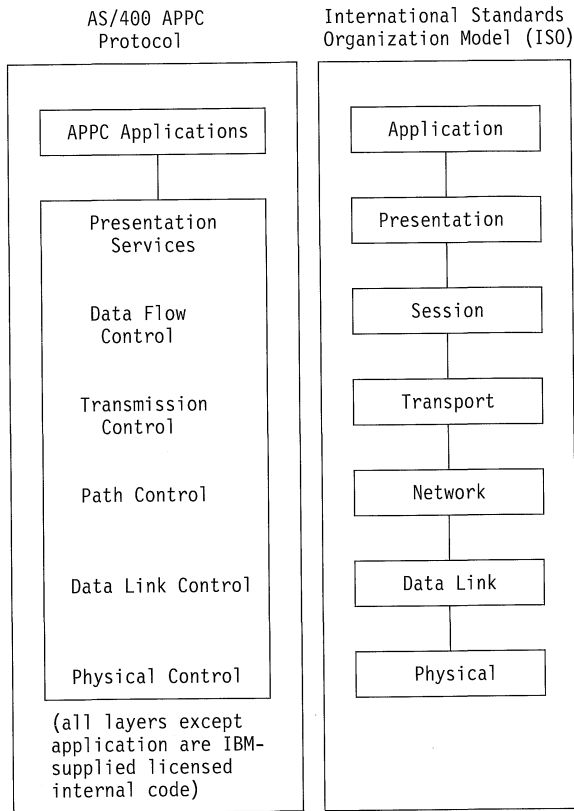 AS/400 APPC
Protocol
APPC Applications
Presentation
Services
Data Flow
Control
Transmission
Control
Path Control
Data Link Control
Physical Control
(all layers except
application are IBM-
supplied licensed
internal code)
International Standards
Organization Model (ISO)
Application
Presentation
Session
Transport
Network
Data Link
Physical